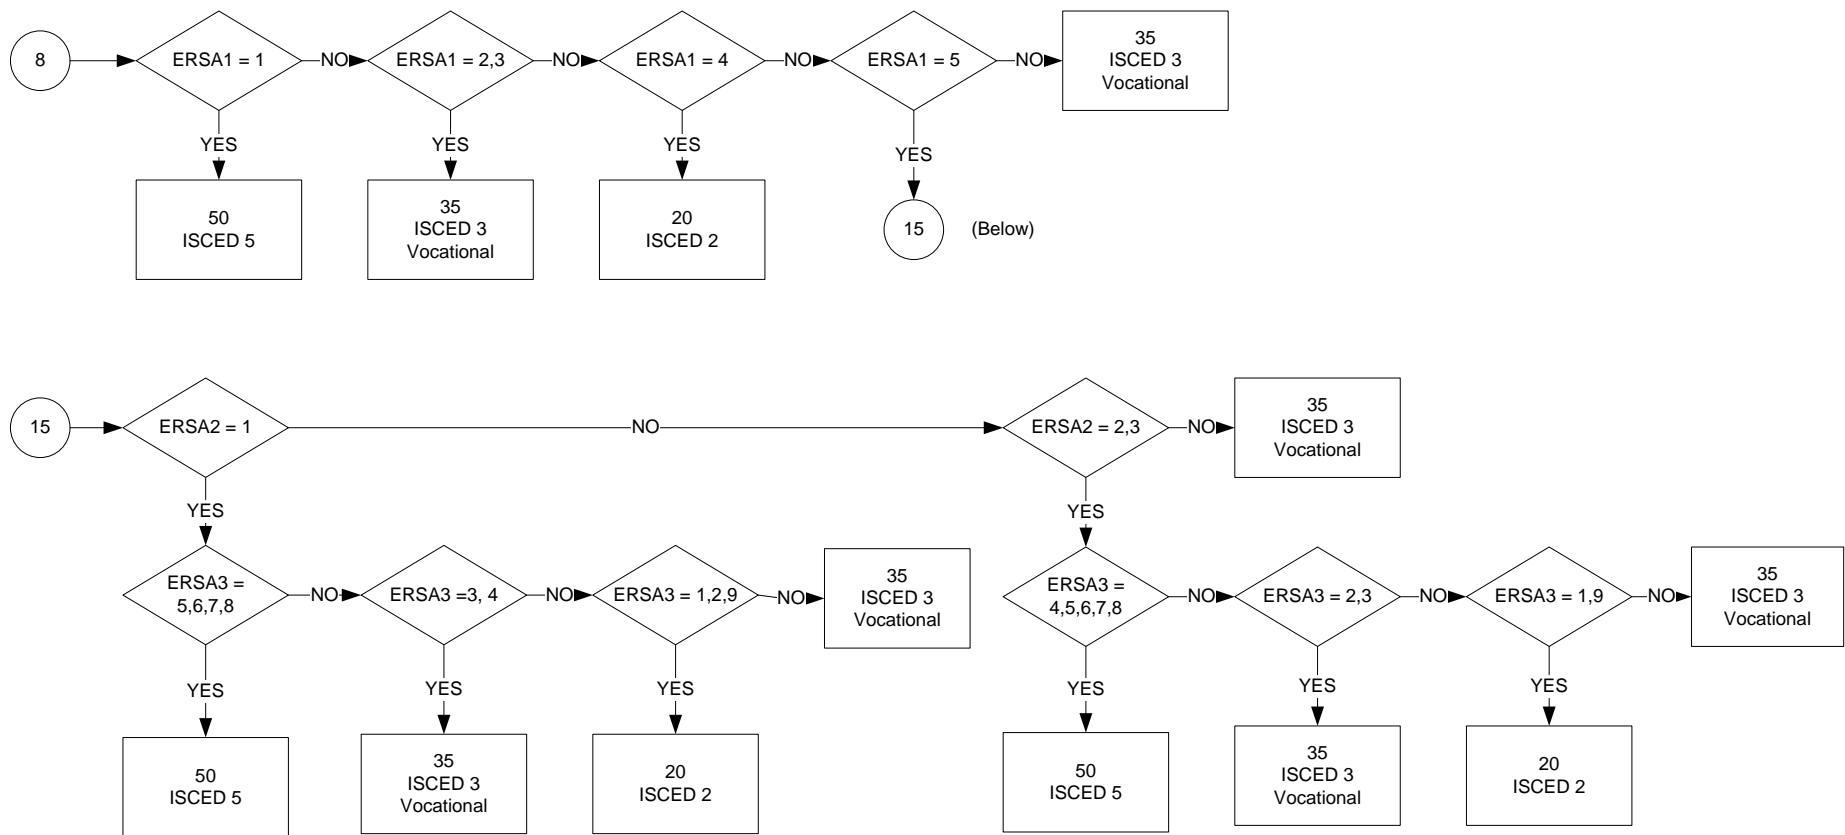 8
ERSA1 = 1
NO
ERSA1 = 2,3
NO
ERSA1 = 4
NO
ERSA1 = 5
NO
35
ISCED 3
Vocational
YES
YES
YES
YES
50
ISCED 5
35
ISCED 3
Vocational
20
ISCED 2
15
(Below)
15
ERSA2 = 1
NO
ERSA2 = 2,3
NO
35
ISCED 3
Vocational
YES
YES
ERSA3 =
5,6,7,8
NO
ERSA3 =3, 4
NO
ERSA3 = 1,2,9
NO
35
ISCED 3
Vocational
ERSA3 =
4,5,6,7,8
NO
ERSA3 = 2,3
NO
ERSA3 = 1,9
NO
35
ISCED 3
Vocational
YES
YES
YES
YES
YES
YES
50
ISCED 5
35
ISCED 3
Vocational
20
ISCED 2
50
ISCED 5
35
ISCED 3
Vocational
20
ISCED 2